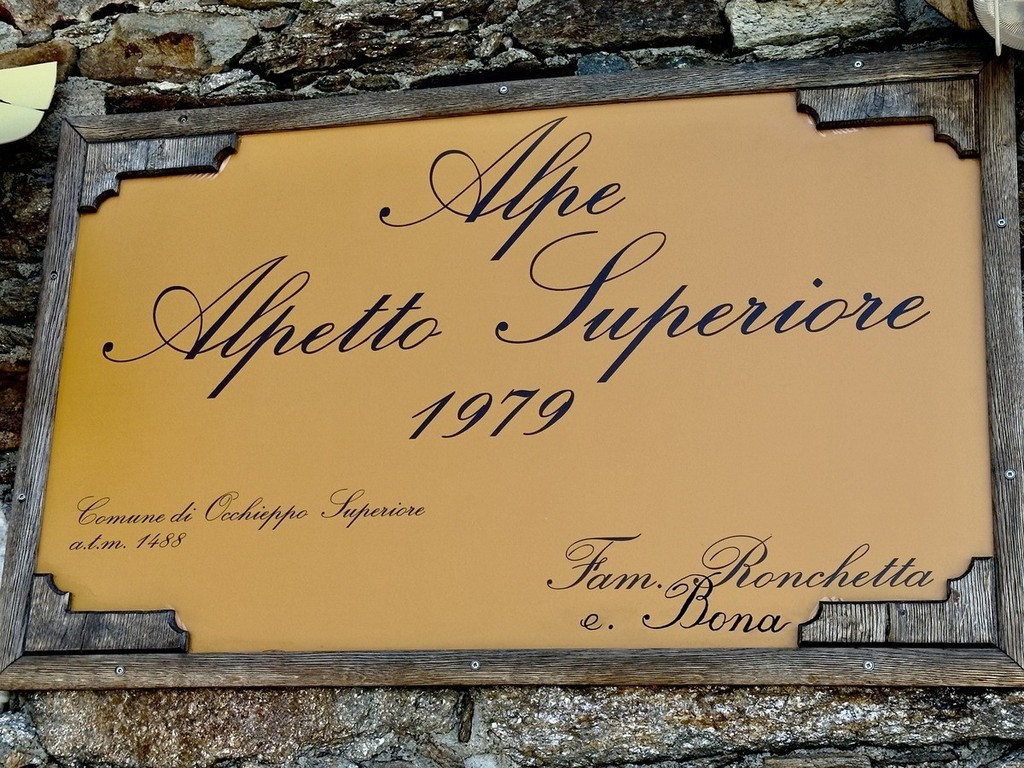 Alpe
Alpetto Superiore
1979
Comune di Occhieppo Superiore
a.t.m. 1488
Fam. Ronchetta
e. Bona